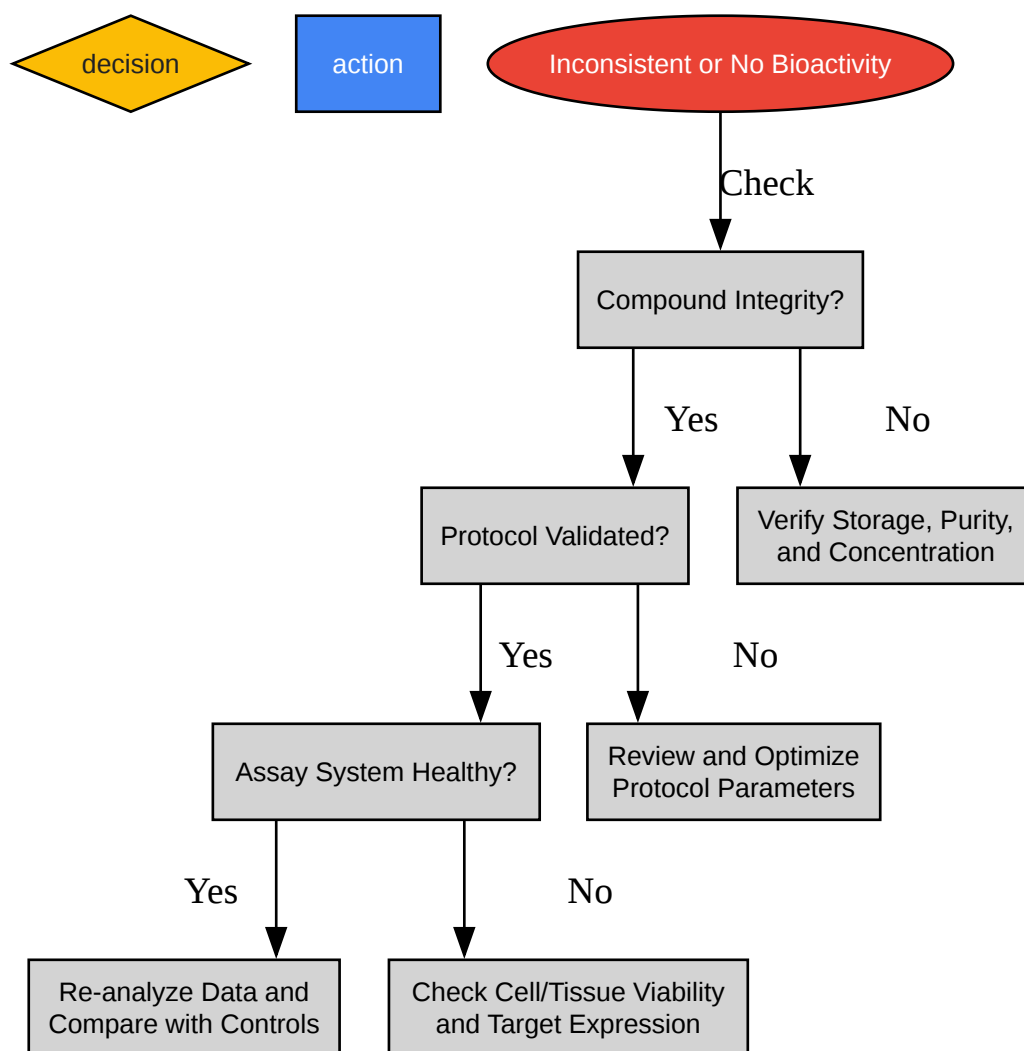 decision
action
Inconsistent or No Bioactivity
Check
Compound Integrity?
Yes
No
Protocol Validated?
Verify Storage, Purity,
and Concentration
Yes
No
Assay System Healthy?
Review and Optimize
Protocol Parameters
Yes
No
Re-analyze Data and
Compare with Controls
Check Cell/Tissue Viability
and Target Expression